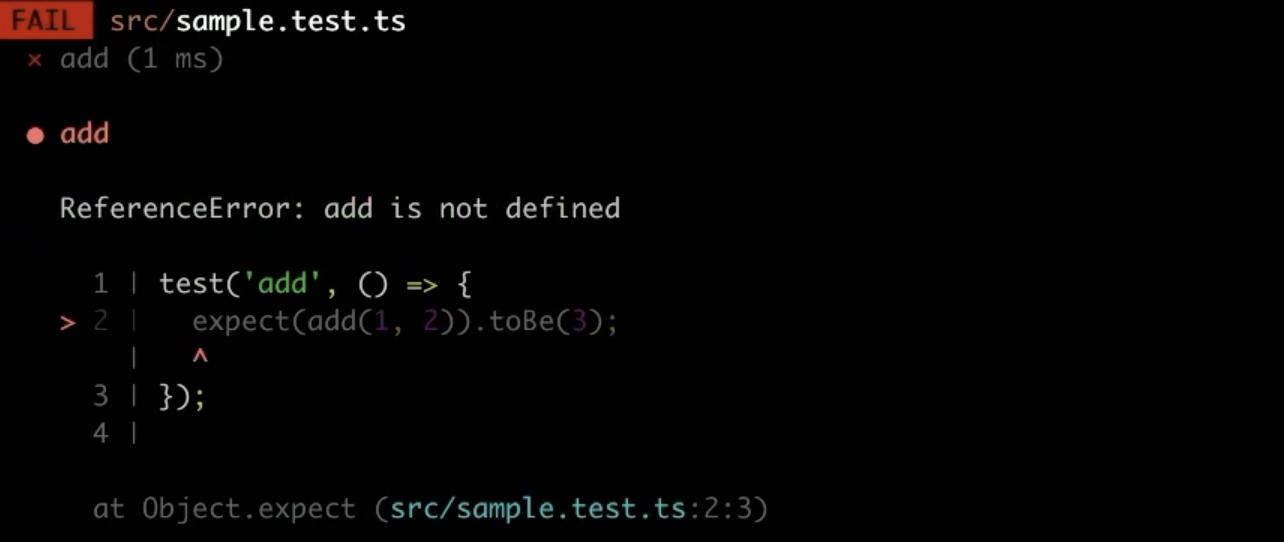 FAIL src/sample.test.ts
× add (1 ms)
● add
ReferenceError: add is not defined
1 | test('add', () => {
> 2 | expect(add(1, 2)).toBe(3);
| ^
3 | });
4 |
at Object.expect (src/sample.test.ts:2:3)